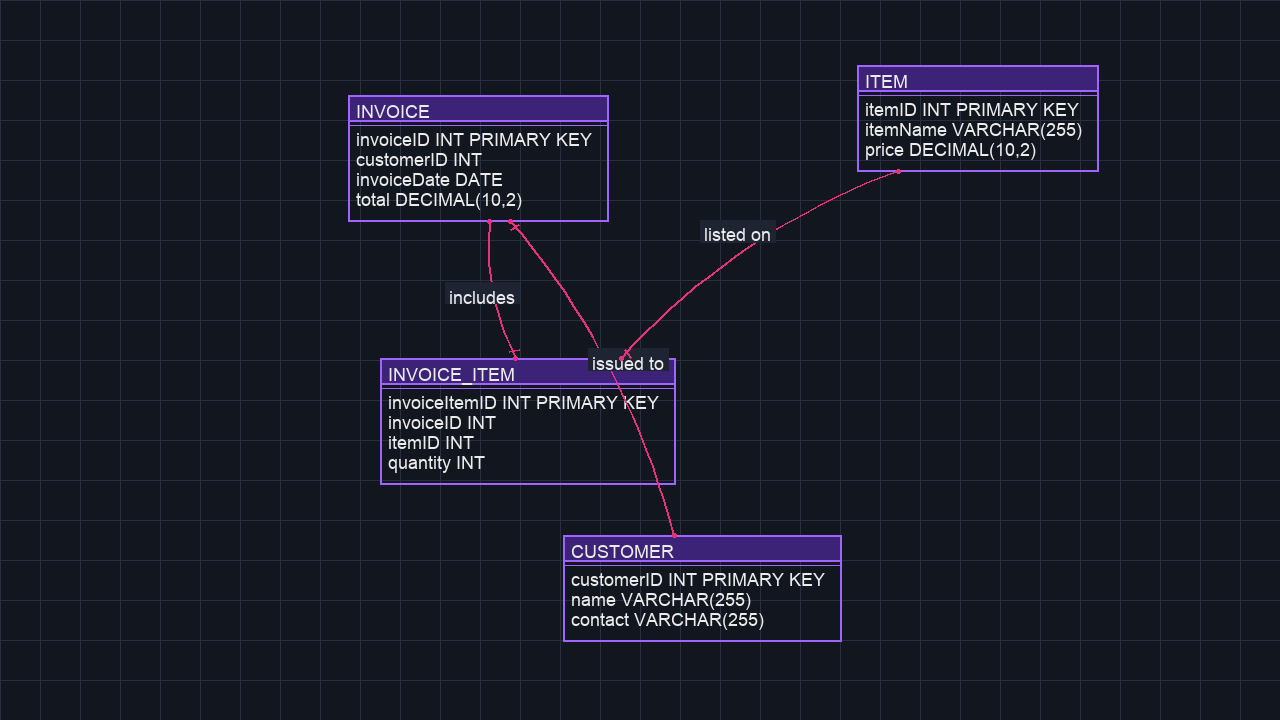 ITEM
itemID INT PRIMARY KEY
itemName VARCHAR(255)
price DECIMAL(10,2)
INVOICE
invoiceID INT PRIMARY KEY
customerID INT
invoiceDate DATE
total DECIMAL(10,2)
listed on
includes
issued to
INVOICE_ITEM
invoiceItemID INT PRIMARY KEY
invoiceID INT
itemID INT
quantity INT
CUSTOMER
customerID INT PRIMARY KEY
name VARCHAR(255)
contact VARCHAR(255)